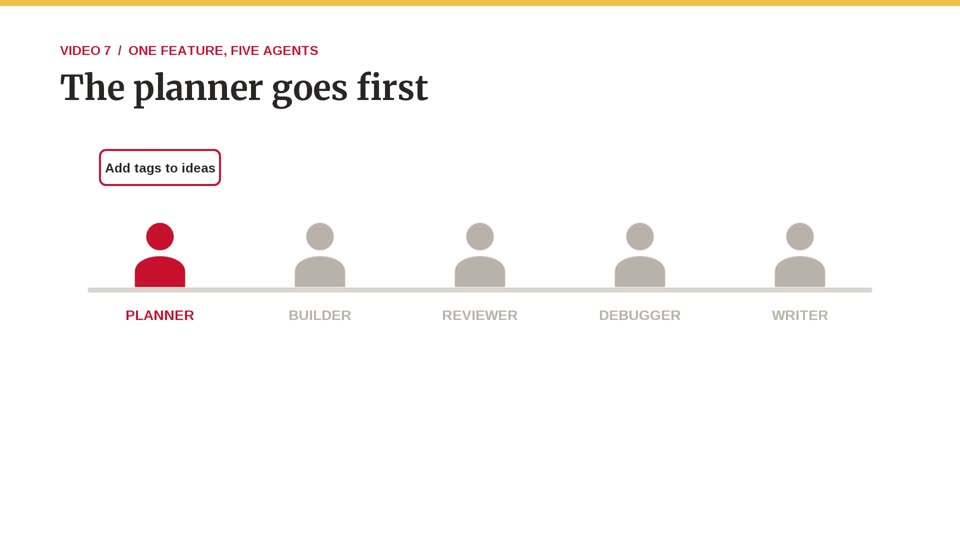 VIDEO 7 / ONE FEATURE, FIVE AGENTS
The planner goes first
Add tags to ideas
PLANNER
BUILDER
REVIEWER
DEBUGGER
WRITER